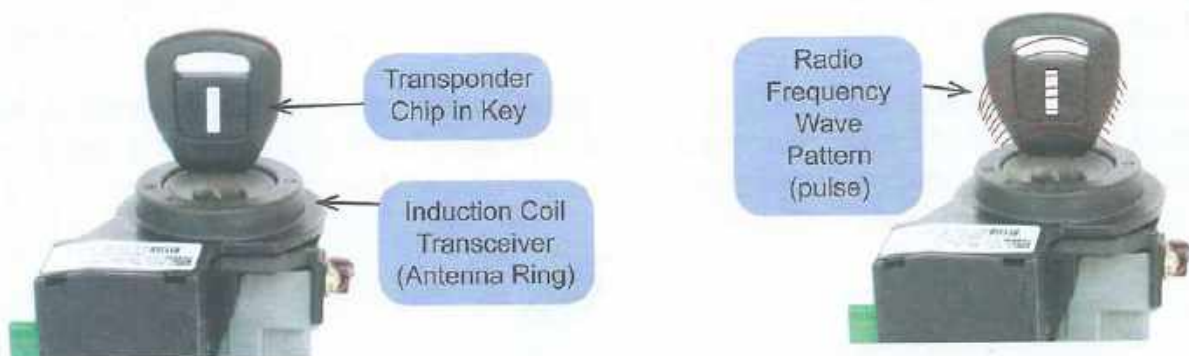 Transponder
Chip in Key
Induction Coil
Transceiver
(Antenna Ring)
Radio
Frequency
Wave
Pattern
(pulse)